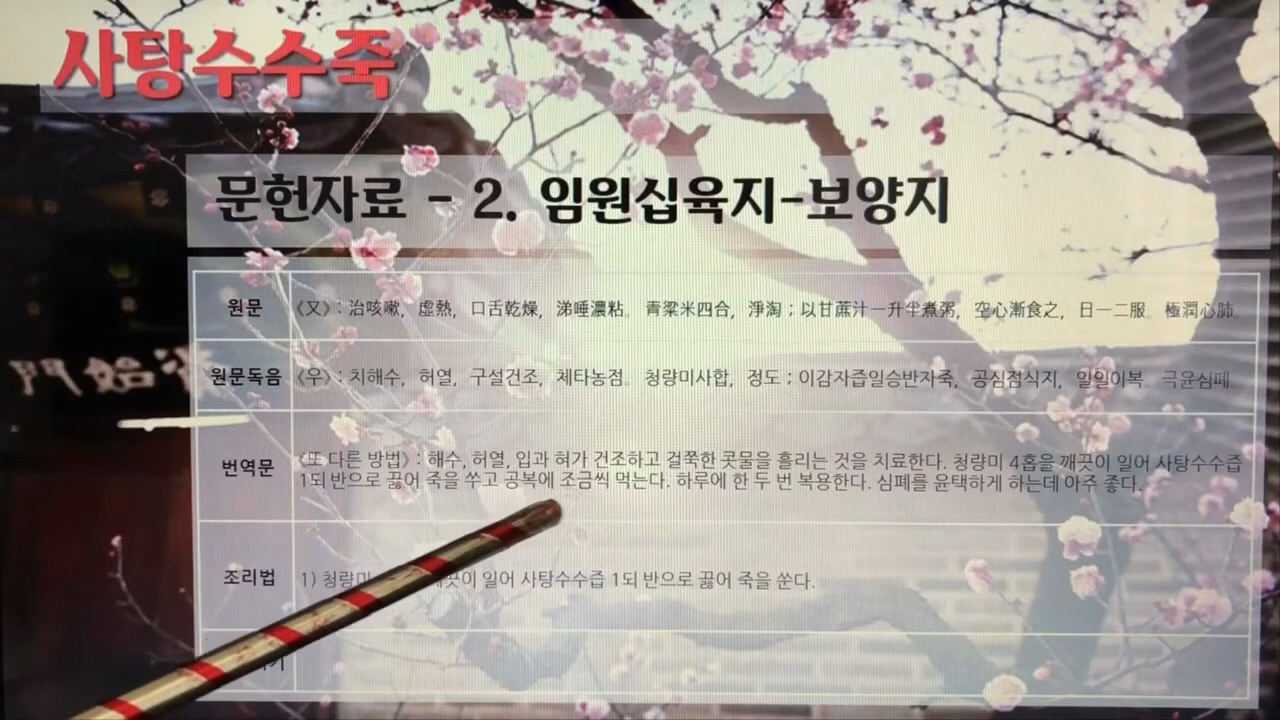 사탕수수죽
문헌자료 - 2. 임원십육지-보양지
원문 《又》: 治咳嗽, 虛熱, 口舌乾燥, 涕唾濃粘. 青粱米四合, 淨淘; 以甘蔗汁一升半煮粥, 空心漸食之, 日一二服. 極潤心肺.
원문독음 《우》: 치해수, 허열, 구설건조, 체타농점. 청량미사합, 정도; 이감자즙일승반자죽, 공심점식지, 일일이복. 극윤심폐.
번역문 《또 다른 방법》: 해수, 허열, 입과 혀가 건조하고 걸쭉한 콧물을 흘리는 것을 치료한다. 청량미 4홉을 깨끗이 일어 사탕수수즙
1되 반으로 끓어 죽을 쑤고 공복에 조금씩 먹는다. 하루에 한 두 번 복용한다. 심폐를 윤택하게 하는데 아주 좋다.
조리법 1) 청량미 일어 사탕수수즙 1되 반으로 끓어 죽을 쑨다.
門始